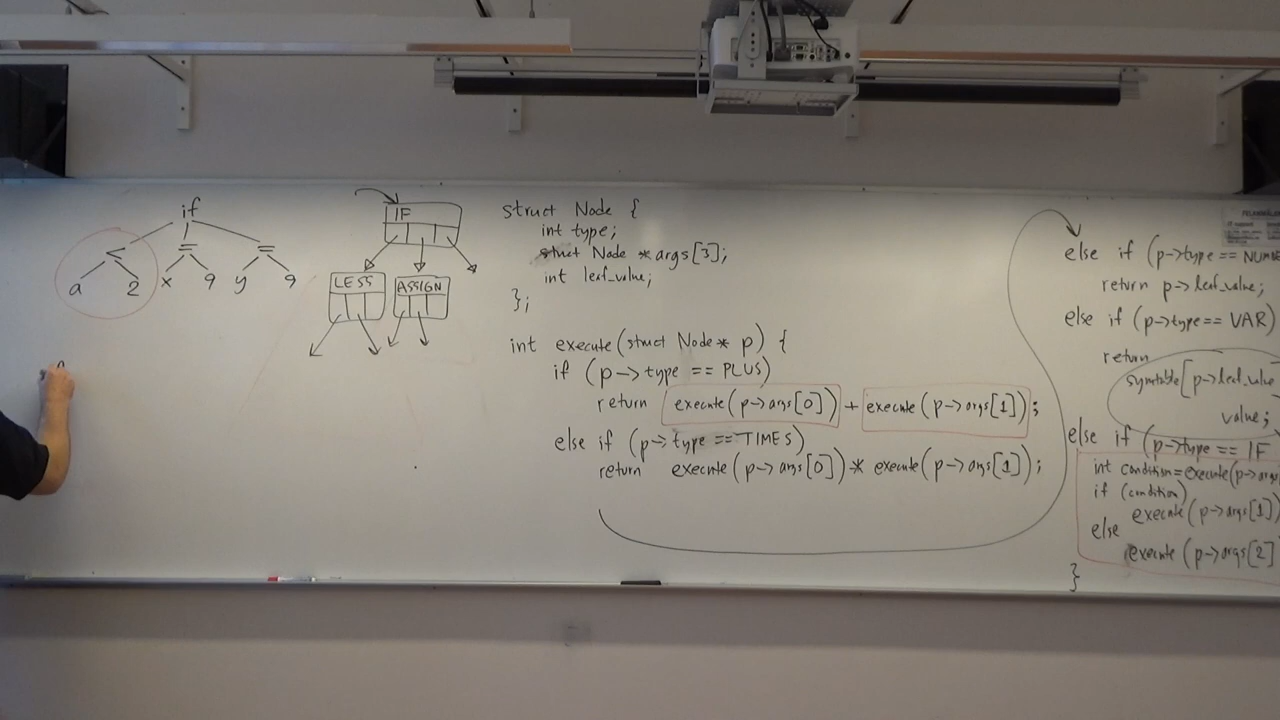 if
< = =
a 2 x 9 y 9
IF
LESS ASSIGN
struct Node {
int type;
struct Node *args[3];
int leaf_value;
};
int execute(struct Node* p) {
if (p->type == PLUS)
return execute(p->args[0]) + execute(p->args[1]);
else if (p->type == TIMES)
return execute(p->args[0]) * execute(p->args[1]);
else if (p->type == NUMBE
return p->leaf_value;
else if (p->type == VAR)
return
symtable[p->leaf_value
value;
else if (p->type == IF
int condition=execute(p->args
if (condition)
execute(p->args[1])
else
execute(p->args[2]
}